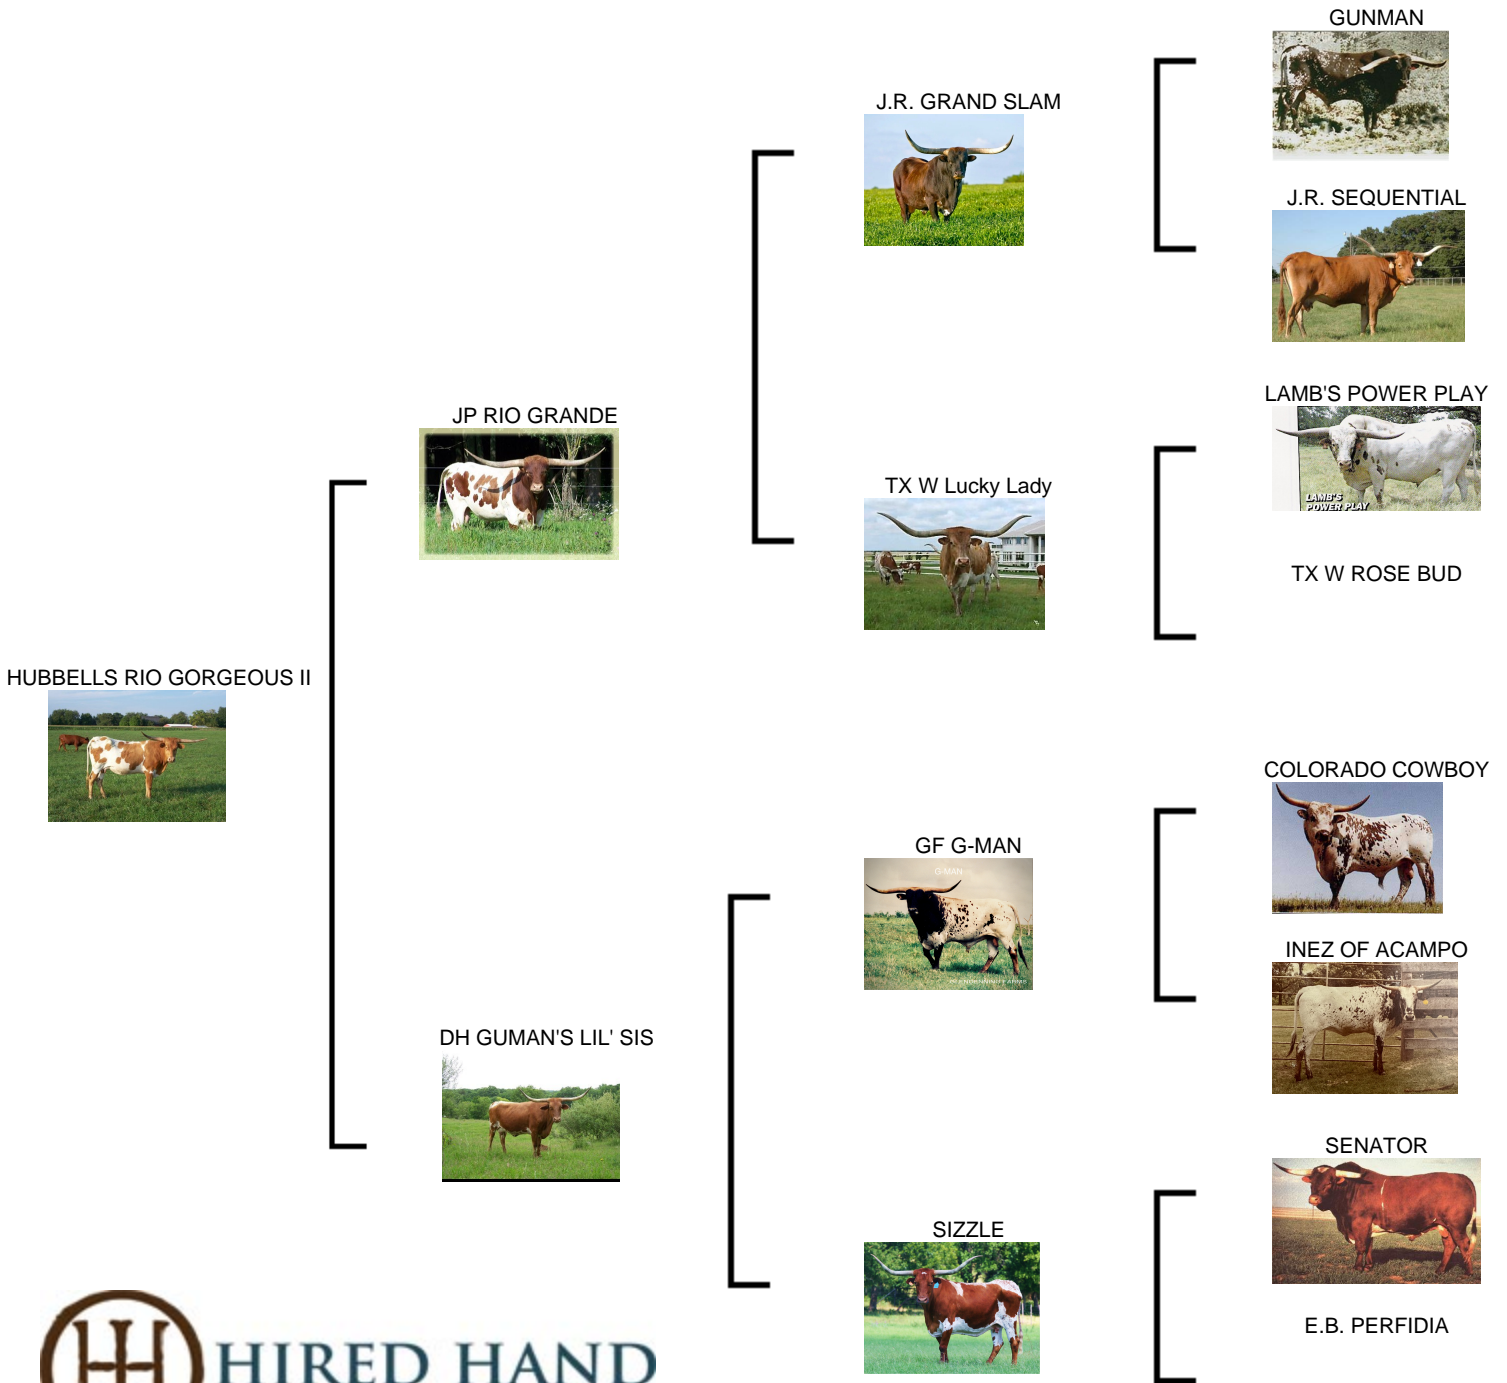 GUNMAN
J.R. GRAND SLAM
J.R. SEQUENTIAL
LAMB'S POWER PLAY
JP RIO GRANDE
TX W Lucky Lady
LAMB'S
POWER PLAY
TX W ROSE BUD
HUBBELLS RIO GORGEOUS II
COLORADO COWBOY
GF G-MAN
G-MAN
INEZ OF ACAMPO
DH GUMAN'S LIL' SIS
SENATOR
SIZZLE
E.B. PERFIDIA
HIRED HAND